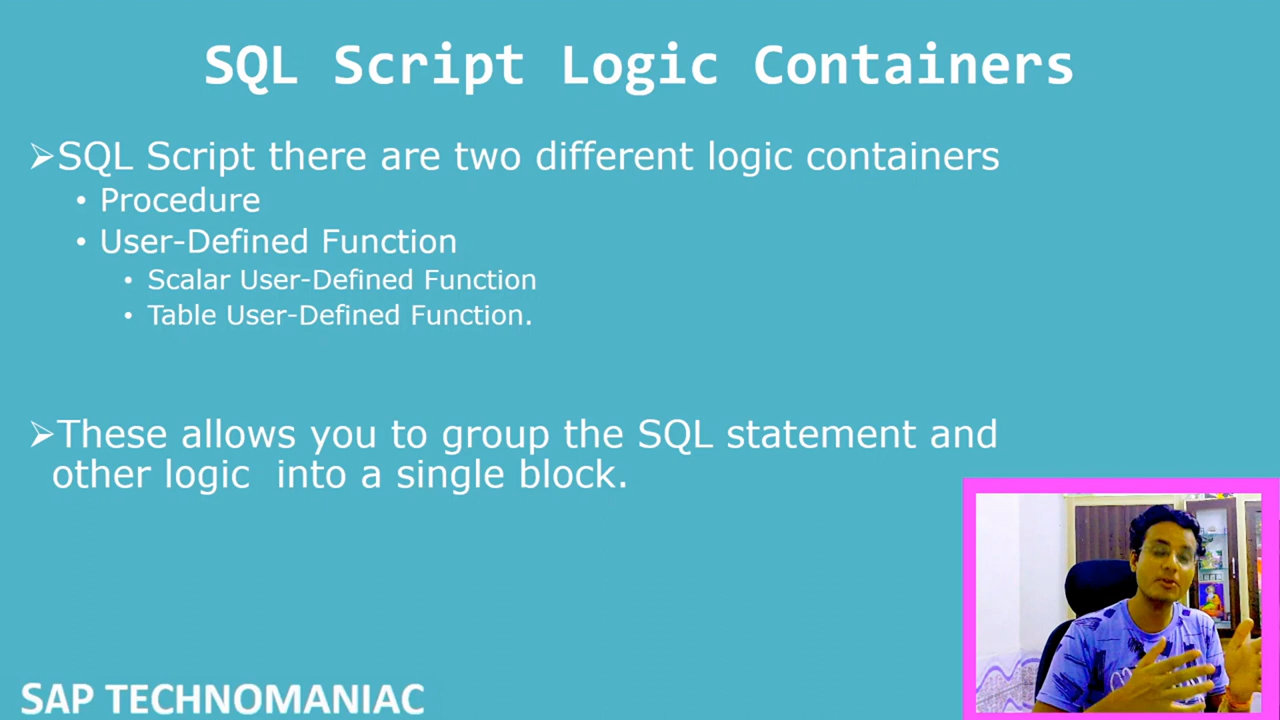 SQL Script Logic Containers
➢SQL Script there are two different logic containers
• Procedure
• User-Defined Function
• Scalar User-Defined Function
• Table User-Defined Function.
➢These allows you to group the SQL statement and
other logic into a single block.
SAP TECHNOMANIAC